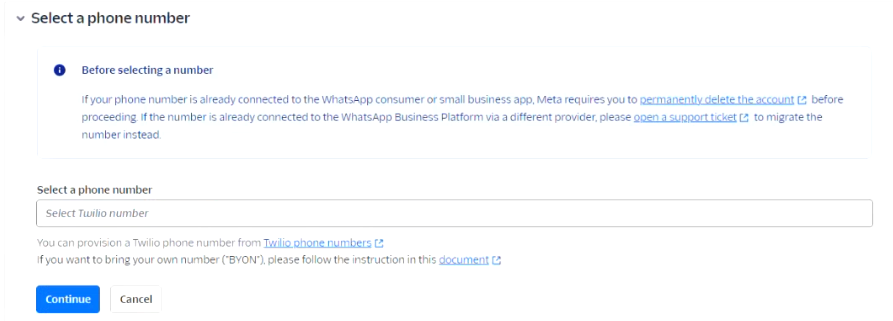 Select a phone number
Before selecting a number
If your phone number is already connected to the WhatsApp consumer or small business app, Meta requires you to permanently delete the account before
proceeding. If the number is already connected to the WhatsApp Business Platform via a different provider, please open a support ticket to migrate the
number instead.
Select a phone number
Select Twilio number
You can provision a Twilio phone number from Twilio phone numbers
If you want to bring your own number ("BYON"), please follow the instruction in this document
Continue Cancel